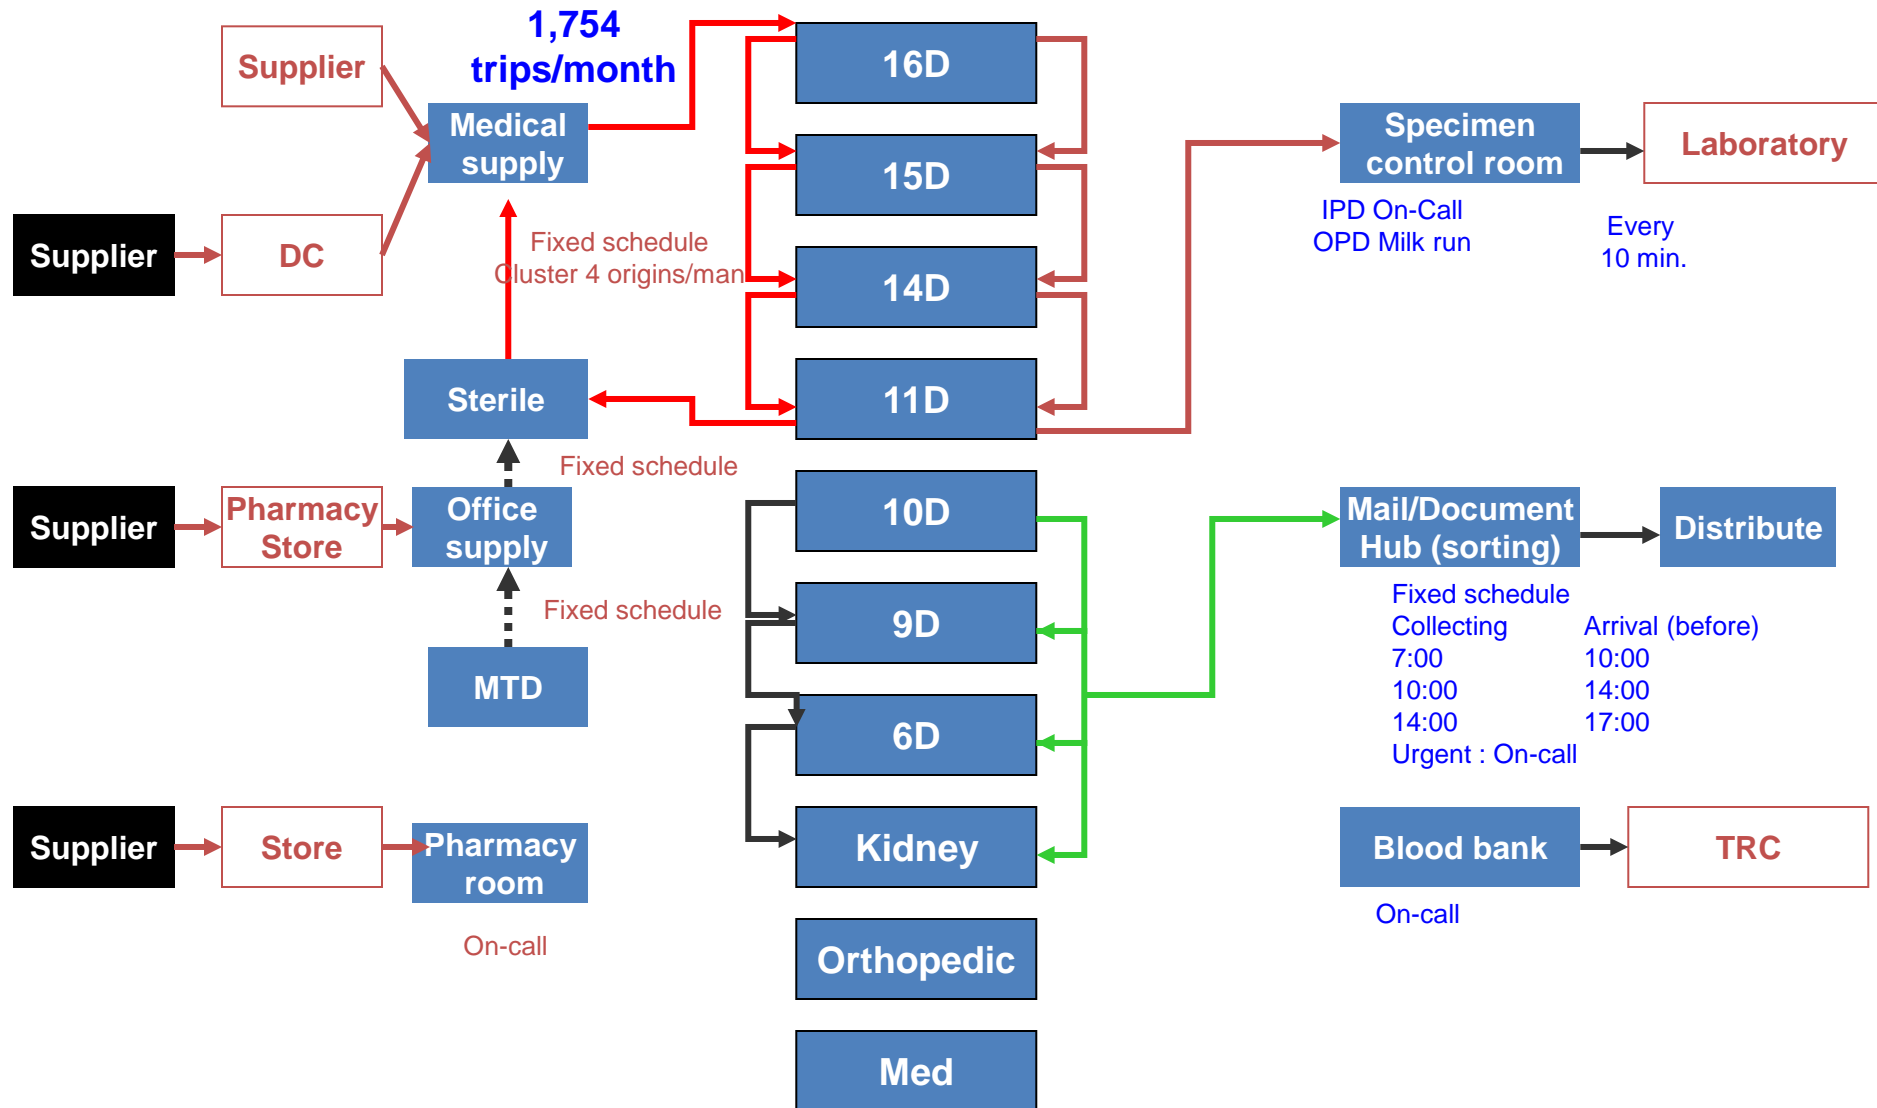 1,754
trips/month
Supplier
Medical
supply
Supplier
DC
Fixed schedule
Cluster 4 origins/man
Sterile
Fixed schedule
Supplier
Pharmacy
Store
Office
supply
Fixed schedule
MTD
Supplier
Store
Pharmacy
room
On-call
16D
15D
14D
11D
10D
9D
6D
Kidney
Orthopedic
Med
Specimen
control room
Laboratory
IPD On-Call
OPD Milk run
Every
10 min.
Mail/Document
Hub (sorting)
Distribute
Fixed schedule
Collecting Arrival (before)
7:00 10:00
10:00 14:00
14:00 17:00
Urgent : On-call
Blood bank
TRC
On-call